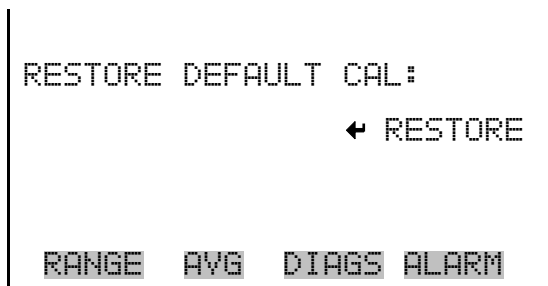 RESTORE DEFAULT CAL:
↵ RESTORE
RANGE AVG DIAGS ALARM